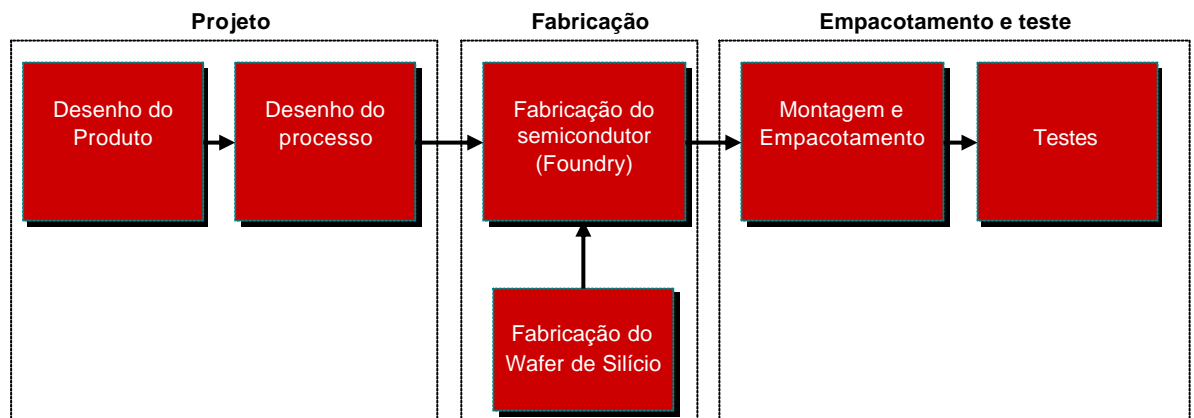 Projeto
Fabricação
Empacotamento e teste
Desenho do
Produto
Desenho do
processo
Fabricação do
semicondutor
(Foundry)
Montagem e
Empacotamento
Testes
Fabricação do
Wafer de Silício